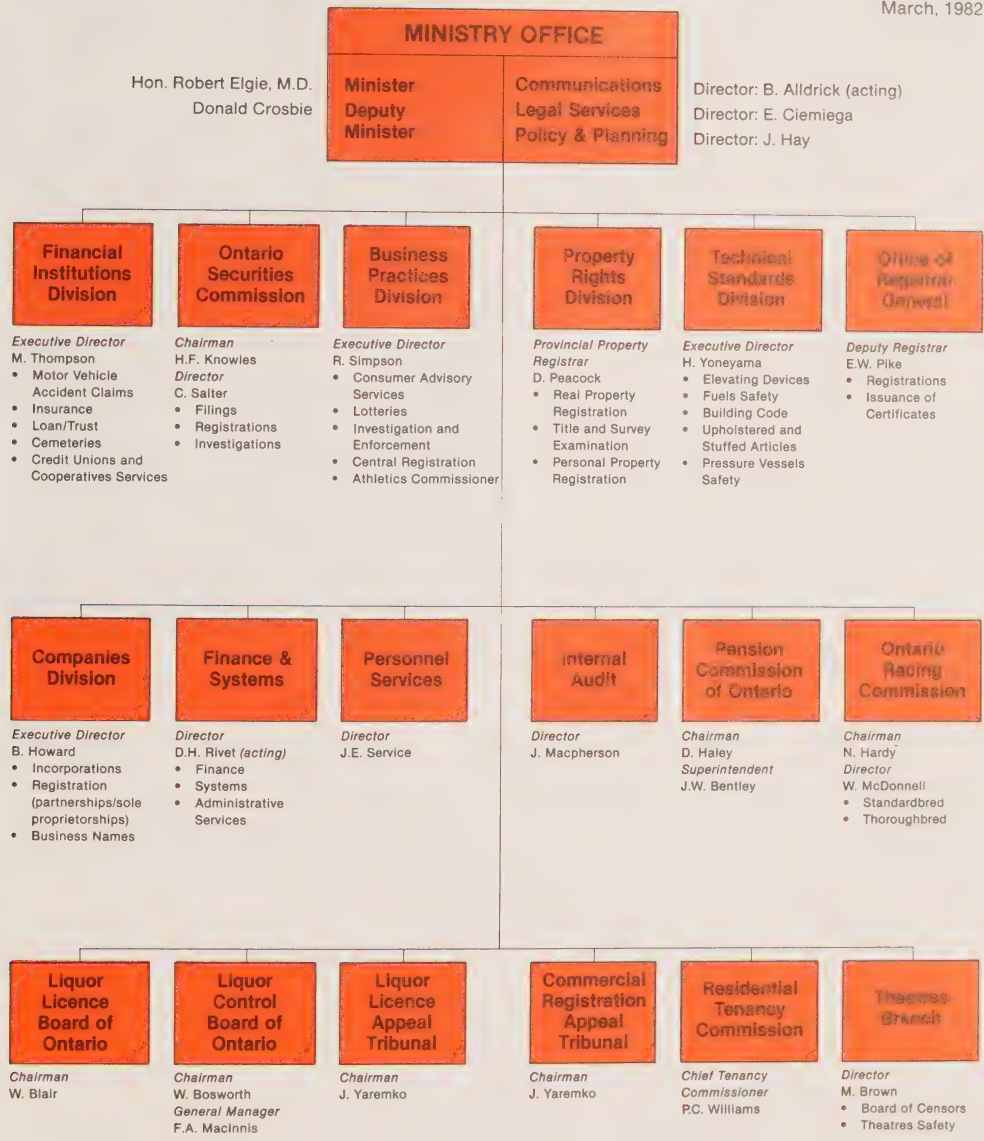 March, 1982
MINISTRY OFFICE
Hon. Robert Elgie, M.D.
Donald Crosbie
Minister
Deputy
Minister
Communications
Legal Services
Policy & Planning
Director: B. Alldrick (acting)
Director: E. Ciemiega
Director: J. Hay
Financial
Institutions
Division
Executive Director
M. Thompson
• Motor Vehicle
Accident Claims
• Insurance
• Loan/Trust
• Cemeteries
• Credit Unions and
Cooperatives Services
Ontario
Securities
Commission
Chairman
H.F. Knowles
Director
C. Salter
• Filings
• Registrations
• Investigations
Business
Practices
Division
Executive Director
R. Simpson
• Consumer Advisory
Services
• Lotteries
• Investigation and
Enforcement
• Central Registration
• Athletics Commissioner
Property
Rights
Division
Provincial Property
Registrar
D. Peacock
• Real Property
Registration
• Title and Survey
Examination
• Personal Property
Registration
Technical
Standards
Division
Executive Director
H. Yoneyama
• Elevating Devices
• Fuels Safety
• Building Code
• Upholstered and
Stuffed Articles
• Pressure Vessels
Safety
Office of
Registrar
General
Deputy Registrar
E.W. Pike
• Registrations
• Issuance of
Certificates
Companies
Division
Executive Director
B. Howard
• Incorporations
• Registration
(partnerships/sole
proprietorships)
• Business Names
Finance &
Systems
Director
D.H. Rivet (acting)
• Finance
• Systems
• Administrative
Services
Personnel
Services
Director
J.E. Service
Internal
Audit
Director
J. Macpherson
Pension
Commission
of Ontario
Chairman
D. Haley
Superintendent
J.W. Bentley
Ontario
Racing
Commission
Chairman
N. Hardy
Director
W. McDonnell
• Standardbred
• Thoroughbred
Liquor
Licence
Board of
Ontario
Chairman
W. Blair
Liquor
Control
Board of
Ontario
Chairman
W. Bosworth
General Manager
F.A. MacInnis
Liquor
Licence
Appeal
Tribunal
Chairman
J. Yaremko
Commercial
Registration
Appeal
Tribunal
Chairman
J. Yaremko
Residential
Tenancy
Commission
Chief Tenancy
Commissioner
P.C. Williams
Theatres
Branch
Director
M. Brown
• Board of Censors
• Theatres Safety